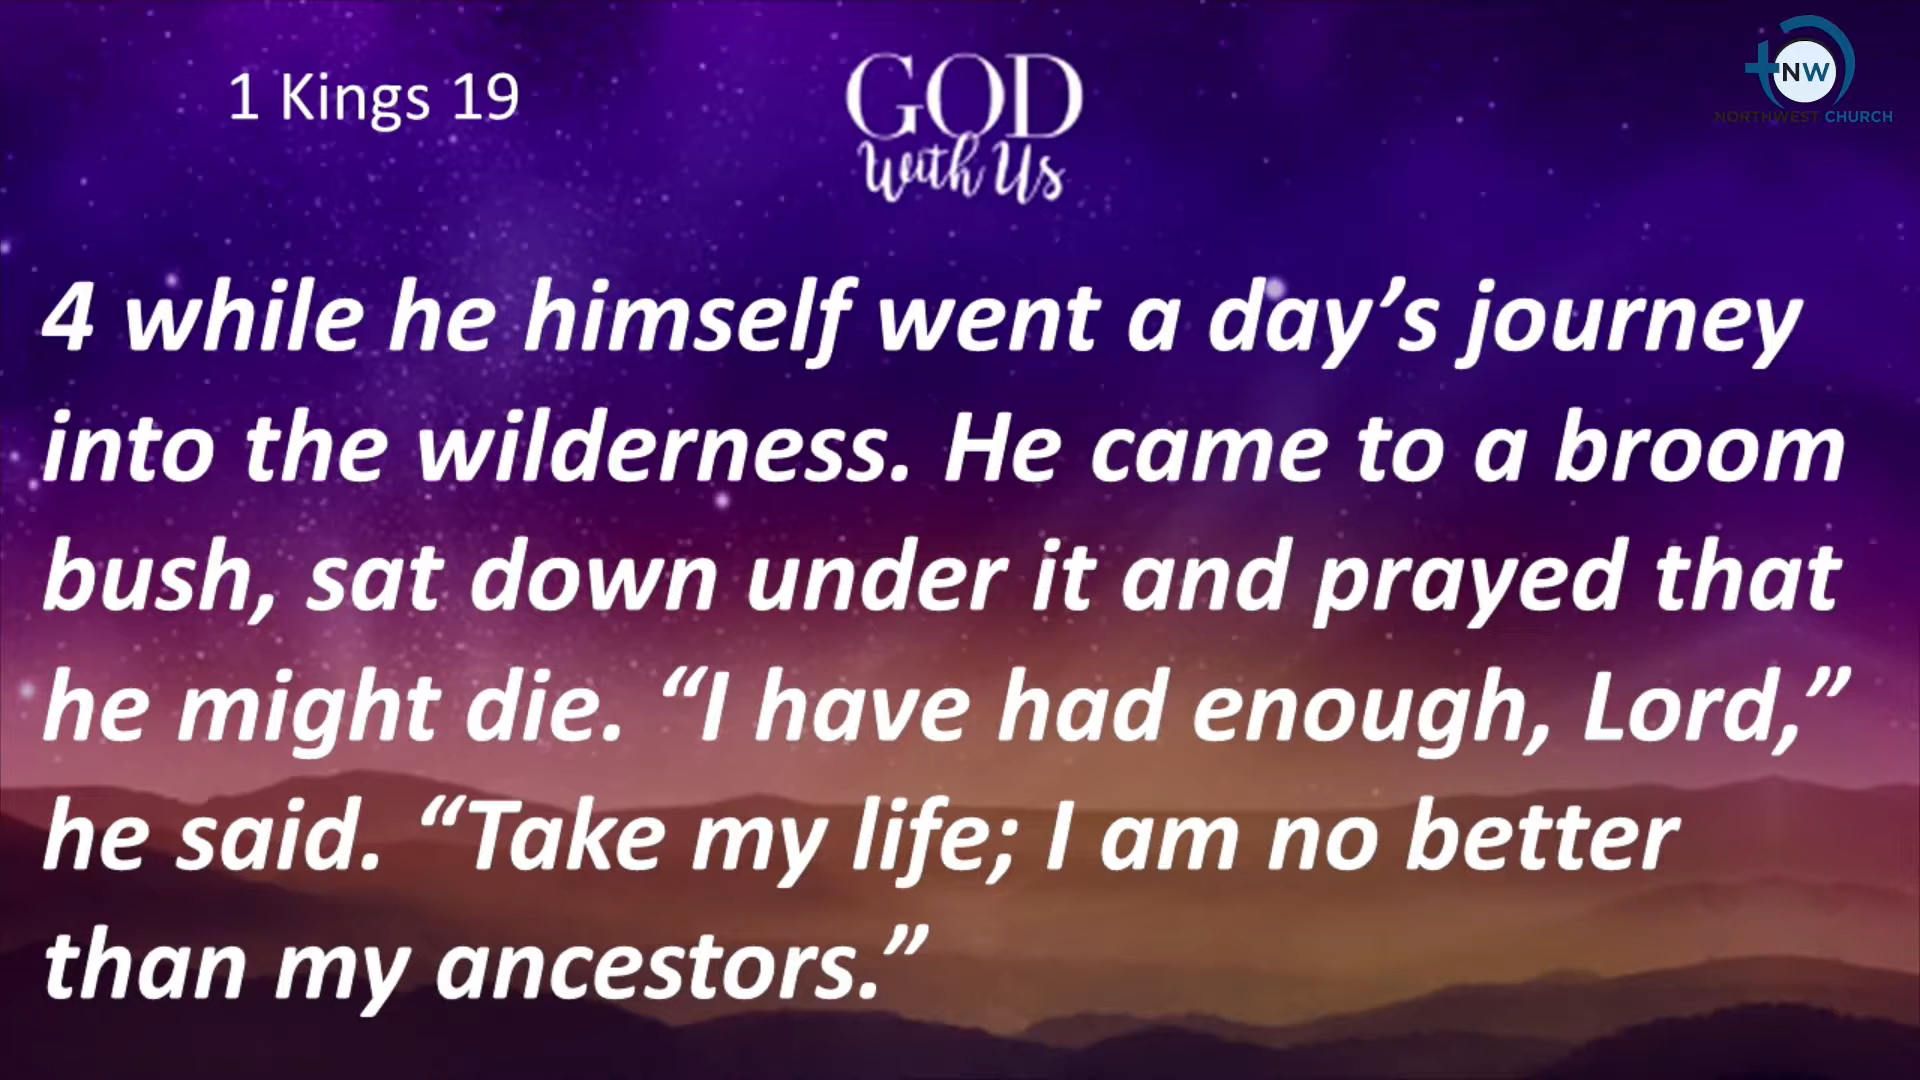 1 Kings 19
GOD
With Us
NW
NORTHWEST CHURCH
4 while he himself went a day’s journey
into the wilderness. He came to a broom
bush, sat down under it and prayed that
he might die. “I have had enough, Lord,”
he said.  “Take my life; I am no better
than my ancestors.”